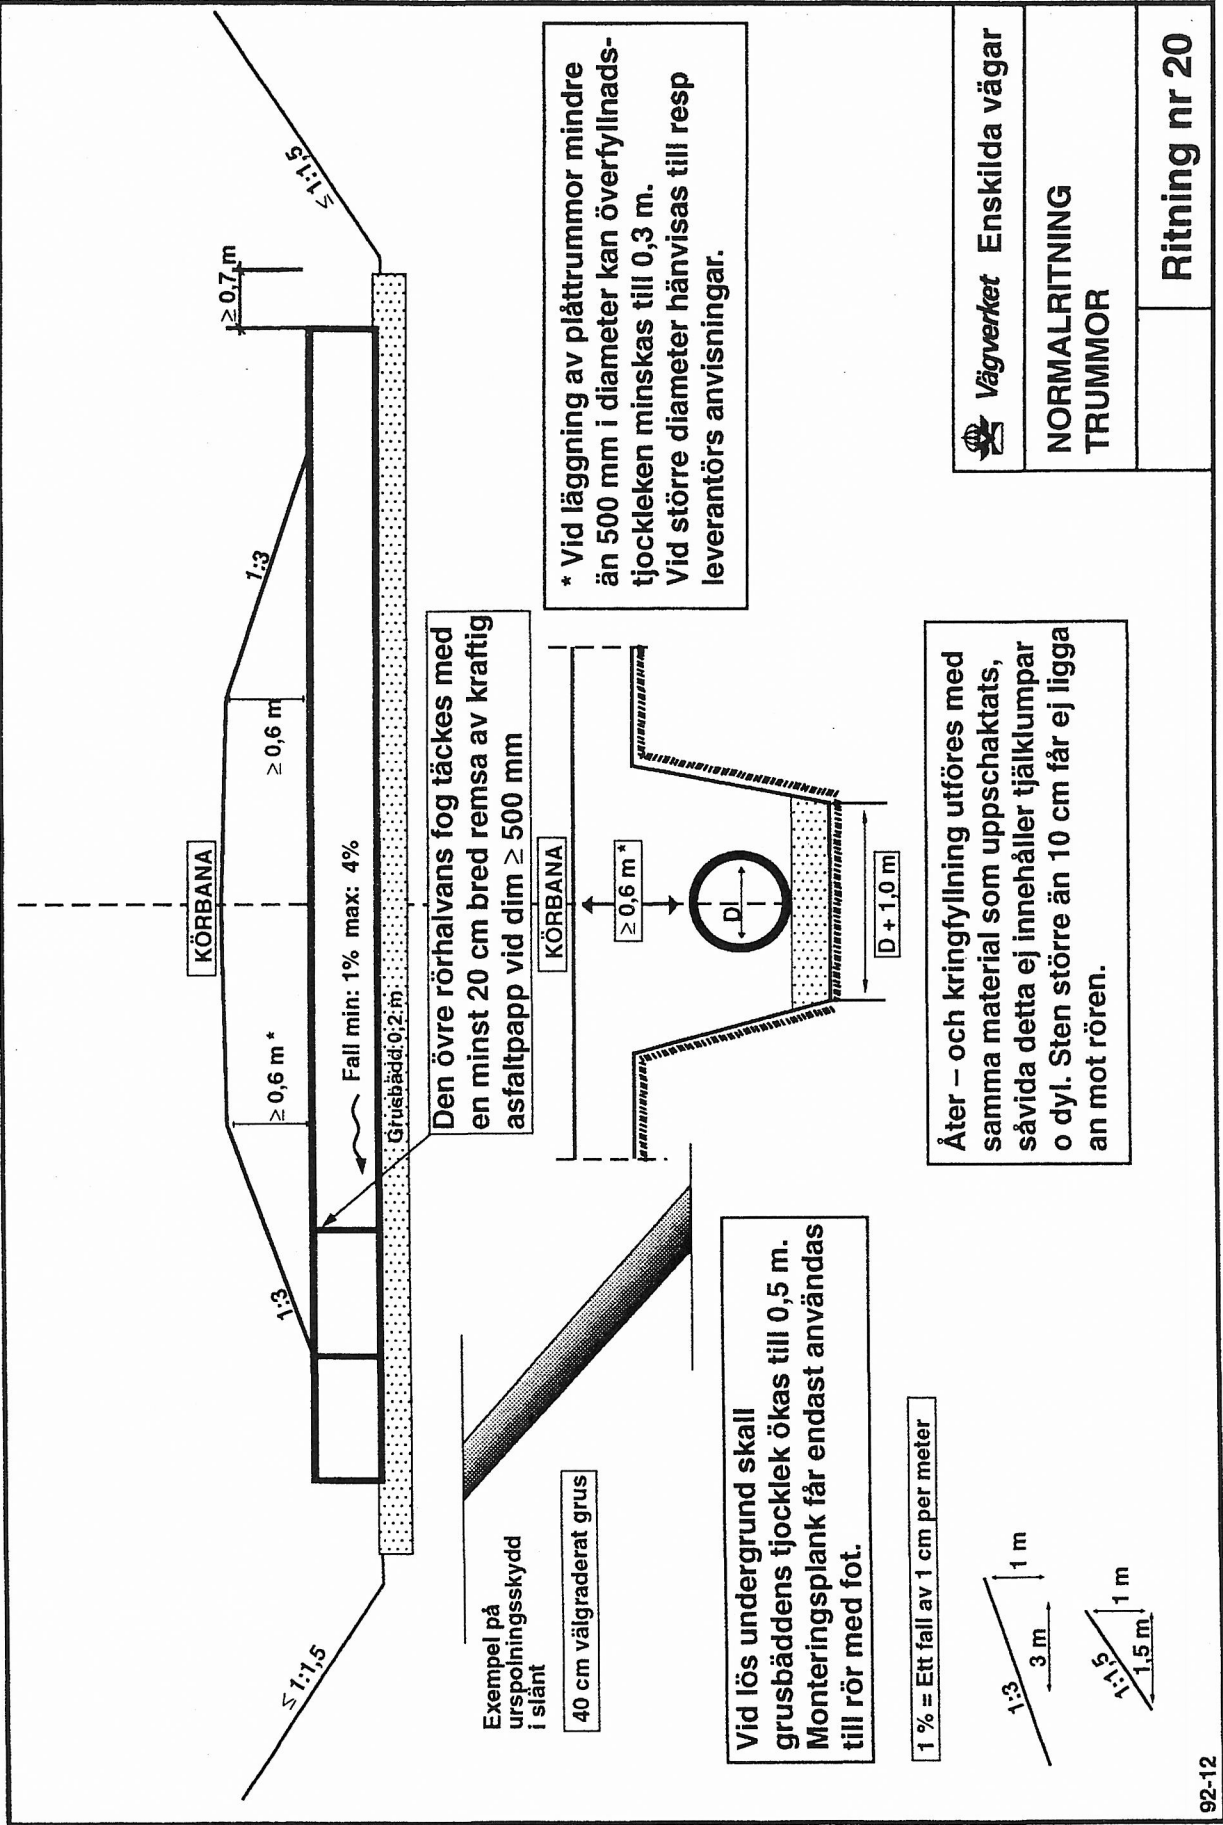 ≤ 1:1,5
1:3
≥ 0,6 m *
KÖRBANA
≥ 0,6 m
1:3
≥ 0,7 m
≤ 1:1,5
Fall min: 1% max: 4%
Grusbädd 0,2 m
Den övre rörhalvans fog täckes med
en minst 20 cm bred remsa av kraftig
asfaltpapp vid dim ≥ 500 mm
* Vid läggning av plåttrummor mindre
än 500 mm i diameter kan överfyllnads-
tjockleken minskas till 0,3 m.
Vid större diameter hänvisas till resp
leverantörs anvisningar.
Exempel på
urspolningsskydd
i slänt
40 cm välgraderat grus
KÖRBANA
≥ 0,6 m *
D
D + 1,0 m
Vid lös undergrund skall
grusbäddens tjocklek ökas till 0,5 m.
Monteringsplank får endast användas
till rör med fot.
Åter – och kringfyllning utföres med
samma material som uppschaktats,
såvida detta ej innehåller tjälklumpar
o dyl. Sten större än 10 cm får ej ligga
an mot rören.
1 % = Ett fall av 1 cm per meter
1:3
3 m
1 m
1:1,5
1,5 m
1 m
Vägverket Enskilda vägar
NORMALRITNING
TRUMMOR
Ritning nr 20
92-12